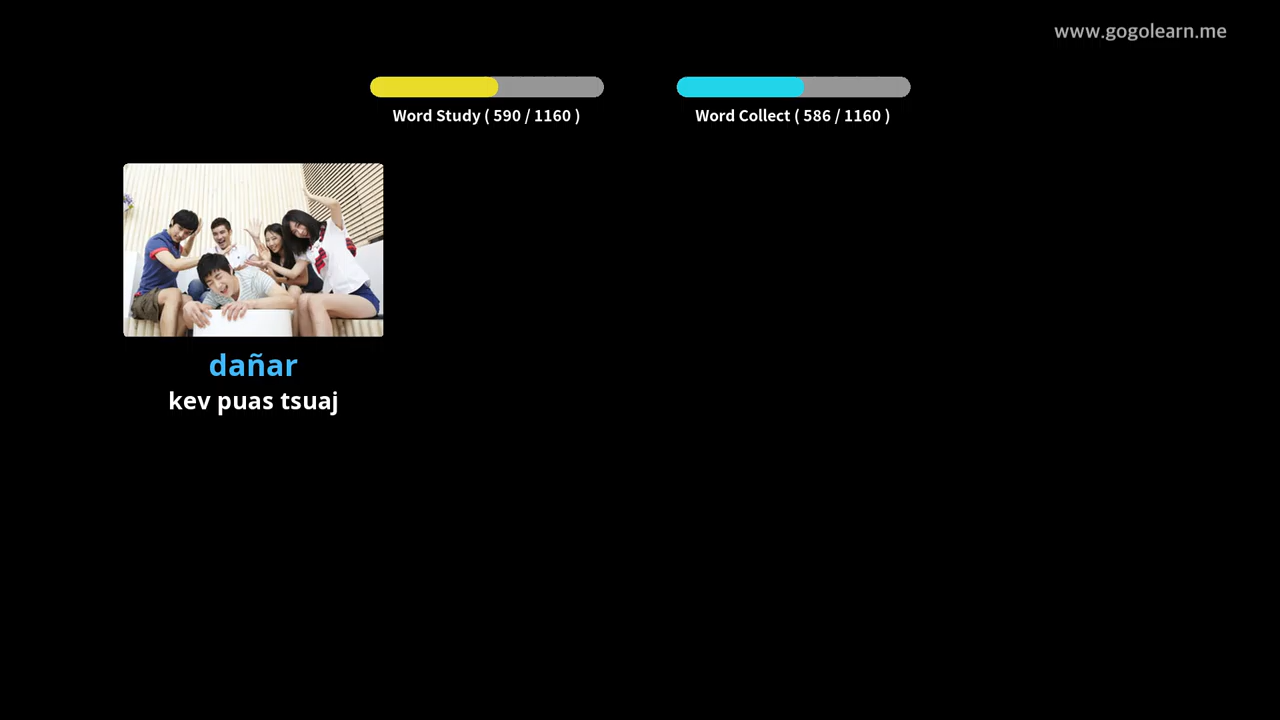 www.gogolearn.me
Word Study ( 590 / 1160 )
Word Collect ( 586 / 1160 )
dañar
kev puas tsuaj